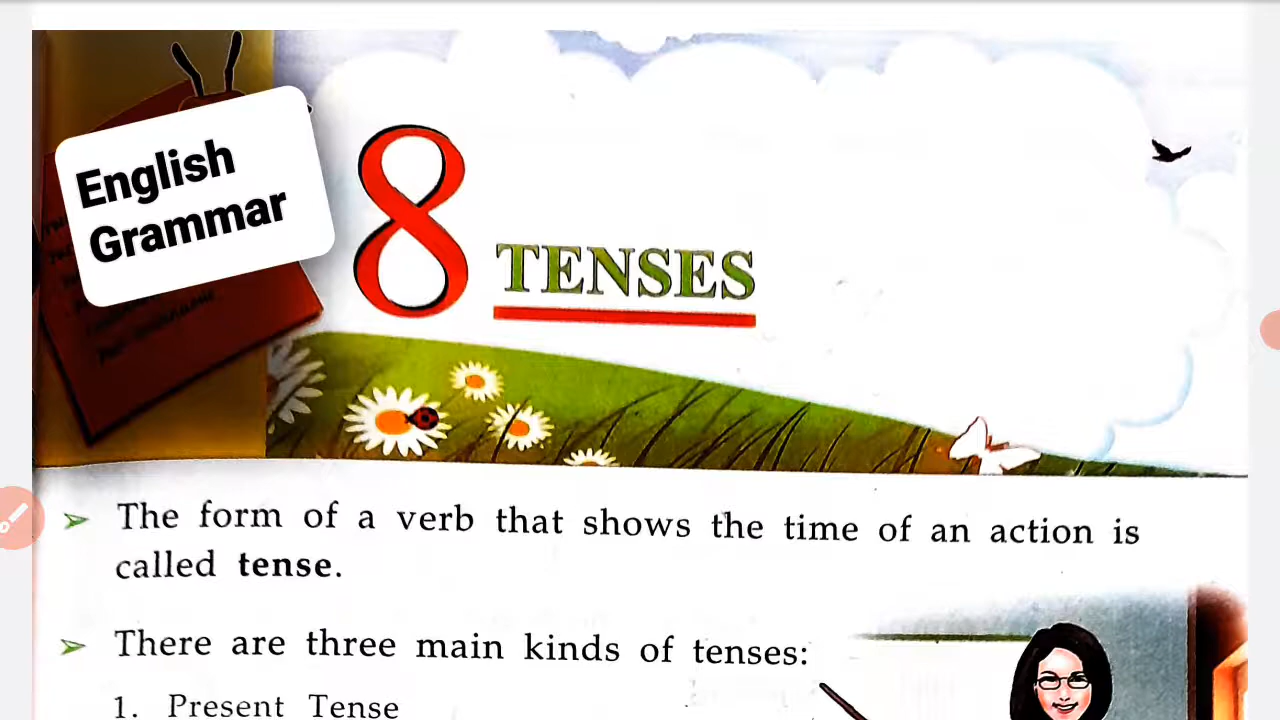 English
Grammar
8 TENSES
➢ The form of a verb that shows the time of an action is
called tense.
➢ There are three main kinds of tenses:
1. Present Tense